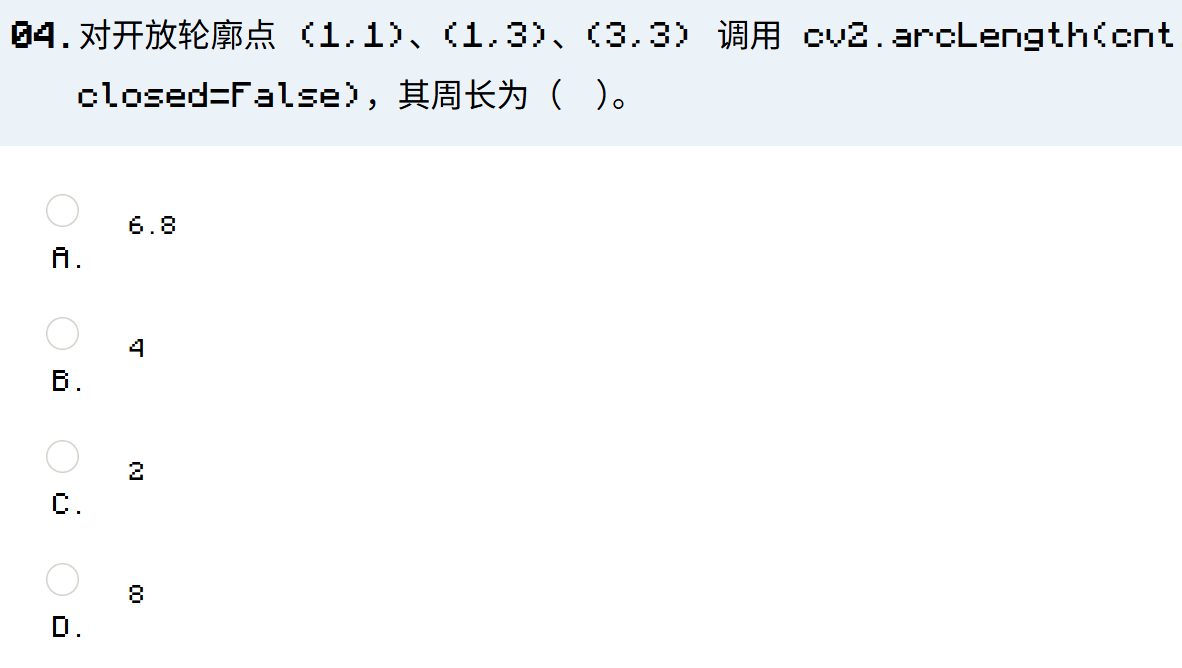 04.对开放轮廓点 (1,1)、(1,3)、(3,3) 调用 cv2.arcLength(cnt
closed=False)，其周长为（ ）。
6.8
A.
4
B.
2
C.
8
D.